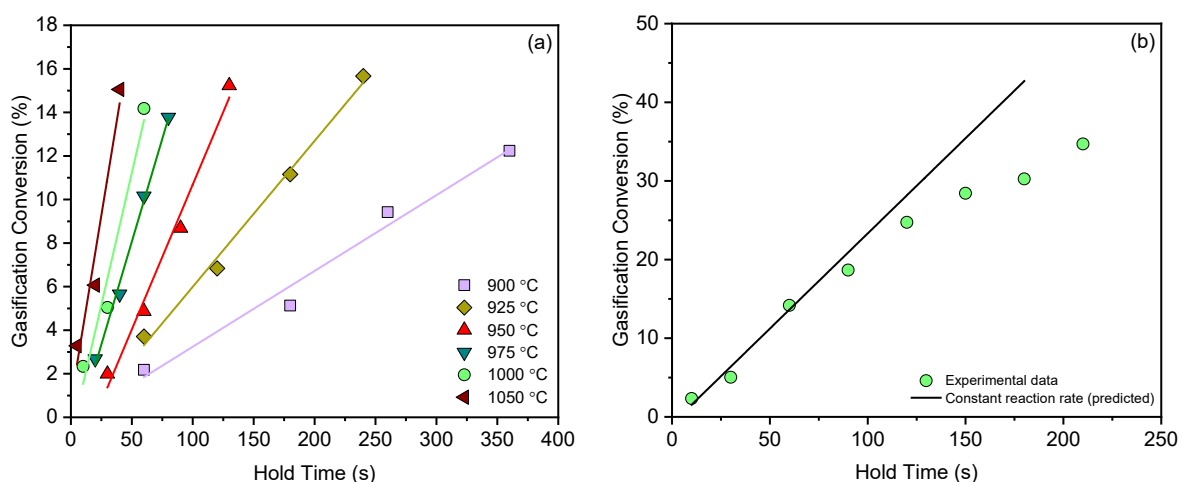 18
16
14
12
10
8
6
4
2
0
0 50 100 150 200 250 300 350 400
Gasification Conversion (%)
Hold Time (s)
(a)
900 °C
925 °C
950 °C
975 °C
1000 °C
1050 °C
50
40
30
20
10
0
0 50 100 150 200 250
Gasification Conversion (%)
Hold Time (s)
(b)
Experimental data
Constant reaction rate (predicted)